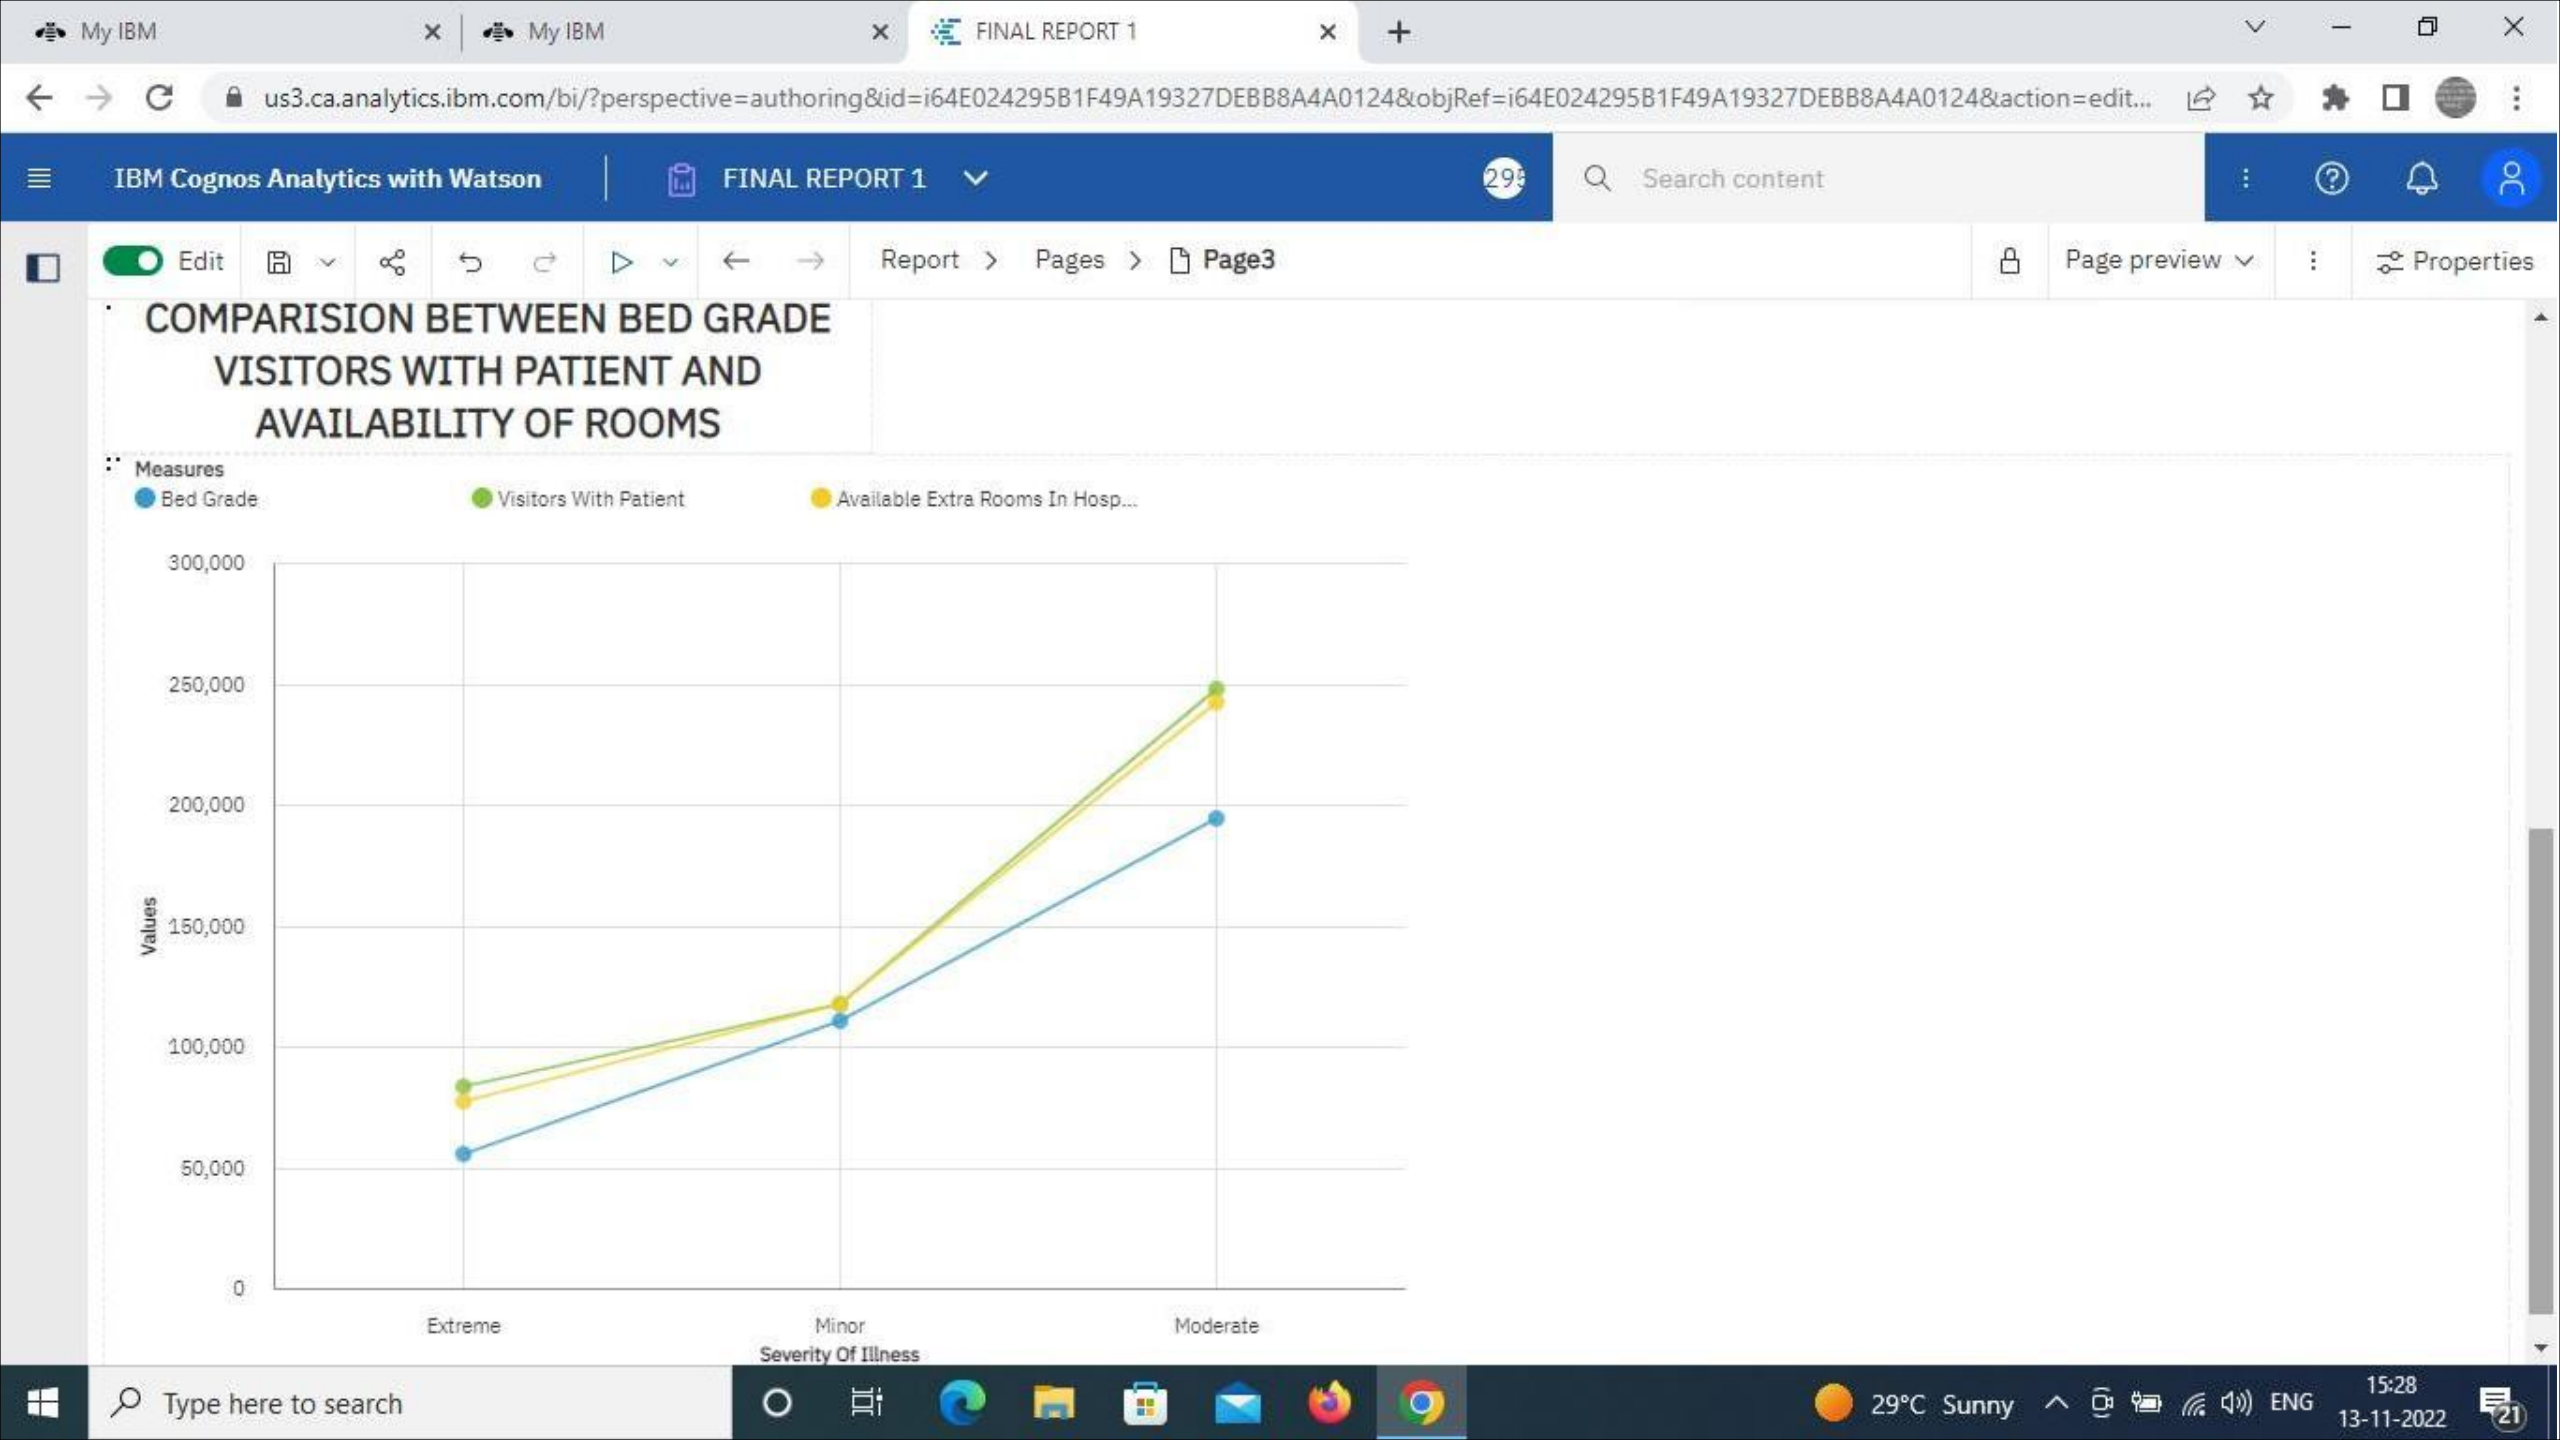 My IBM
My IBM
FINAL REPORT 1
us3.ca.analytics.ibm.com/bi/?perspective=authoring&id=i64E024295B1F49A19327DEBB8A4A0124&objRef=i64E024295B1F49A19327DEBB8A4A0124&action=edit...
IBM Cognos Analytics with Watson
FINAL REPORT 1
295
Search content
Edit
Report > Pages > Page3
Page preview
Properties
COMPARISION BETWEEN BED GRADE
VISITORS WITH PATIENT AND
AVAILABILITY OF ROOMS
Measures
Bed Grade
Visitors With Patient
Available Extra Rooms In Hosp...
300,000
250,000
200,000
150,000
100,000
50,000
0
Values
Extreme
Minor
Moderate
Severity Of Illness
Type here to search
29°C Sunny
ENG
15:28
13-11-2022
21